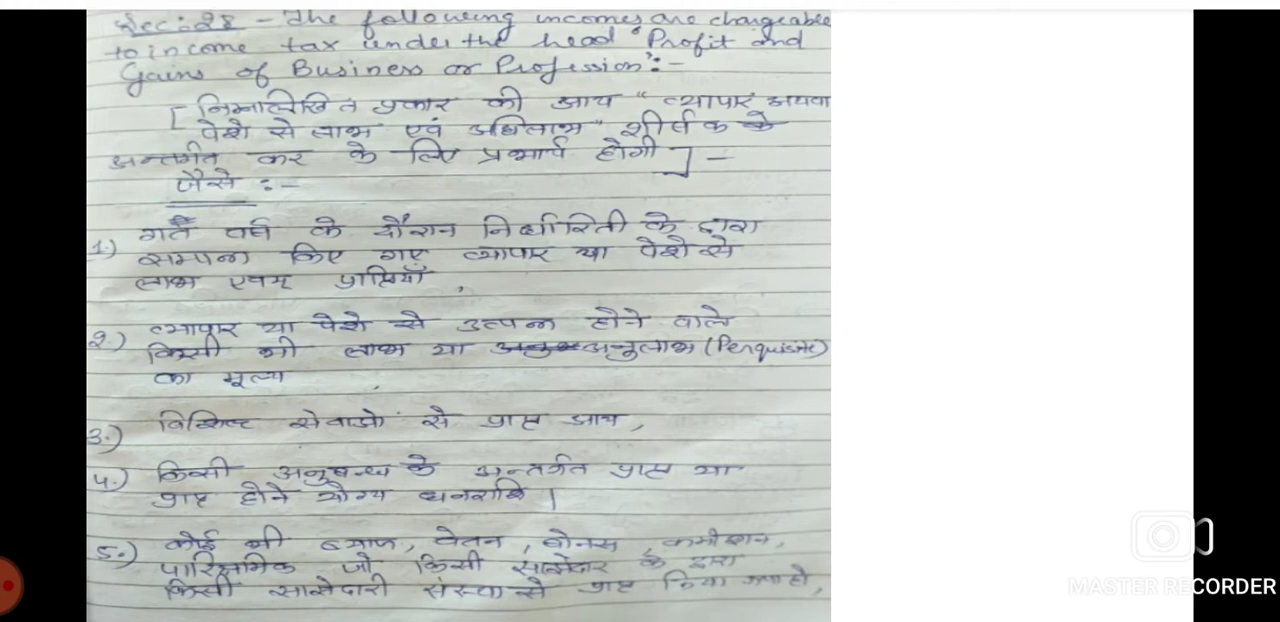 Sec:28 - The following incomes are chargeable
to income tax under the head "Profit and
Gains of Business or Profession":-
[निम्नलिखित प्रकार की आय "व्यापार अथवा
पेशे से लाभ एवं अधिलाभ" शीर्षक के
अन्तर्गत कर के लिए प्रभार्य होगी] -
जैसे :-
1.) गत वर्ष के दौरान निर्धारिती के द्वारा
सम्पन्न किए गए व्यापार या पेशे से
लाभ एवम् प्राप्तियाँ,
2.) व्यापार या पेशे से उत्पन्न होने वाले
किसी भी लाभ या अनुलाभ (Perquisite)
का मूल्य
3.) विशिष्ट सेवाओं से प्राप्त आय,
4.) किसी अनुबन्ध के अन्तर्गत प्राप्त या
प्राप्त होने योग्य धनराशि |
5.) कोई भी ब्याज, वेतन, बोनस, कमीशन,
पारिश्रमिक जो किसी साझेदार के द्वारा
किसी साझेदारी संस्था से प्राप्त किया गया हो,
MASTER RECORDER